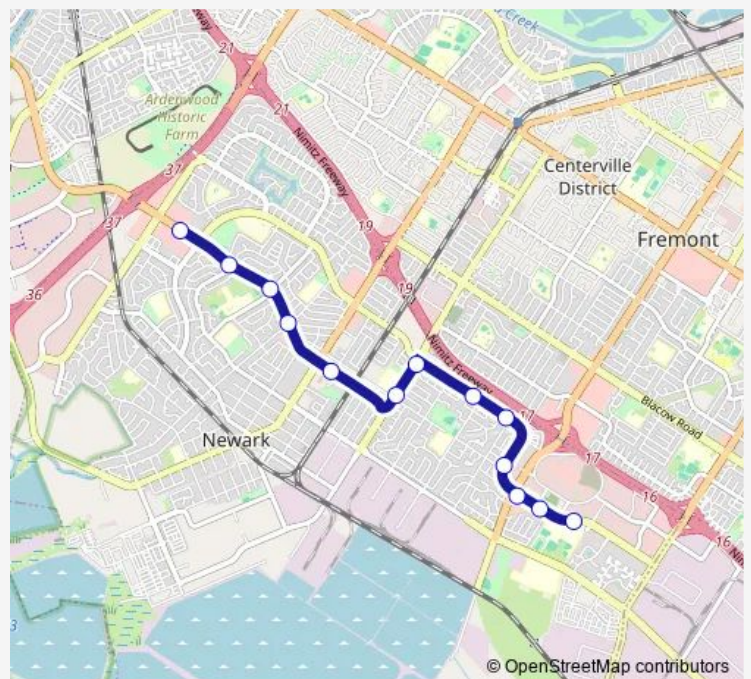 21
Creek
Ardenwood
Historic
Farm
21
Nimitz Freeway
Centerville
District
37
37
19
Fremont
36
19
Nimitz Freeway
Blacow Road
17
Newark
17
16
16
3
© OpenStreetMap contributors